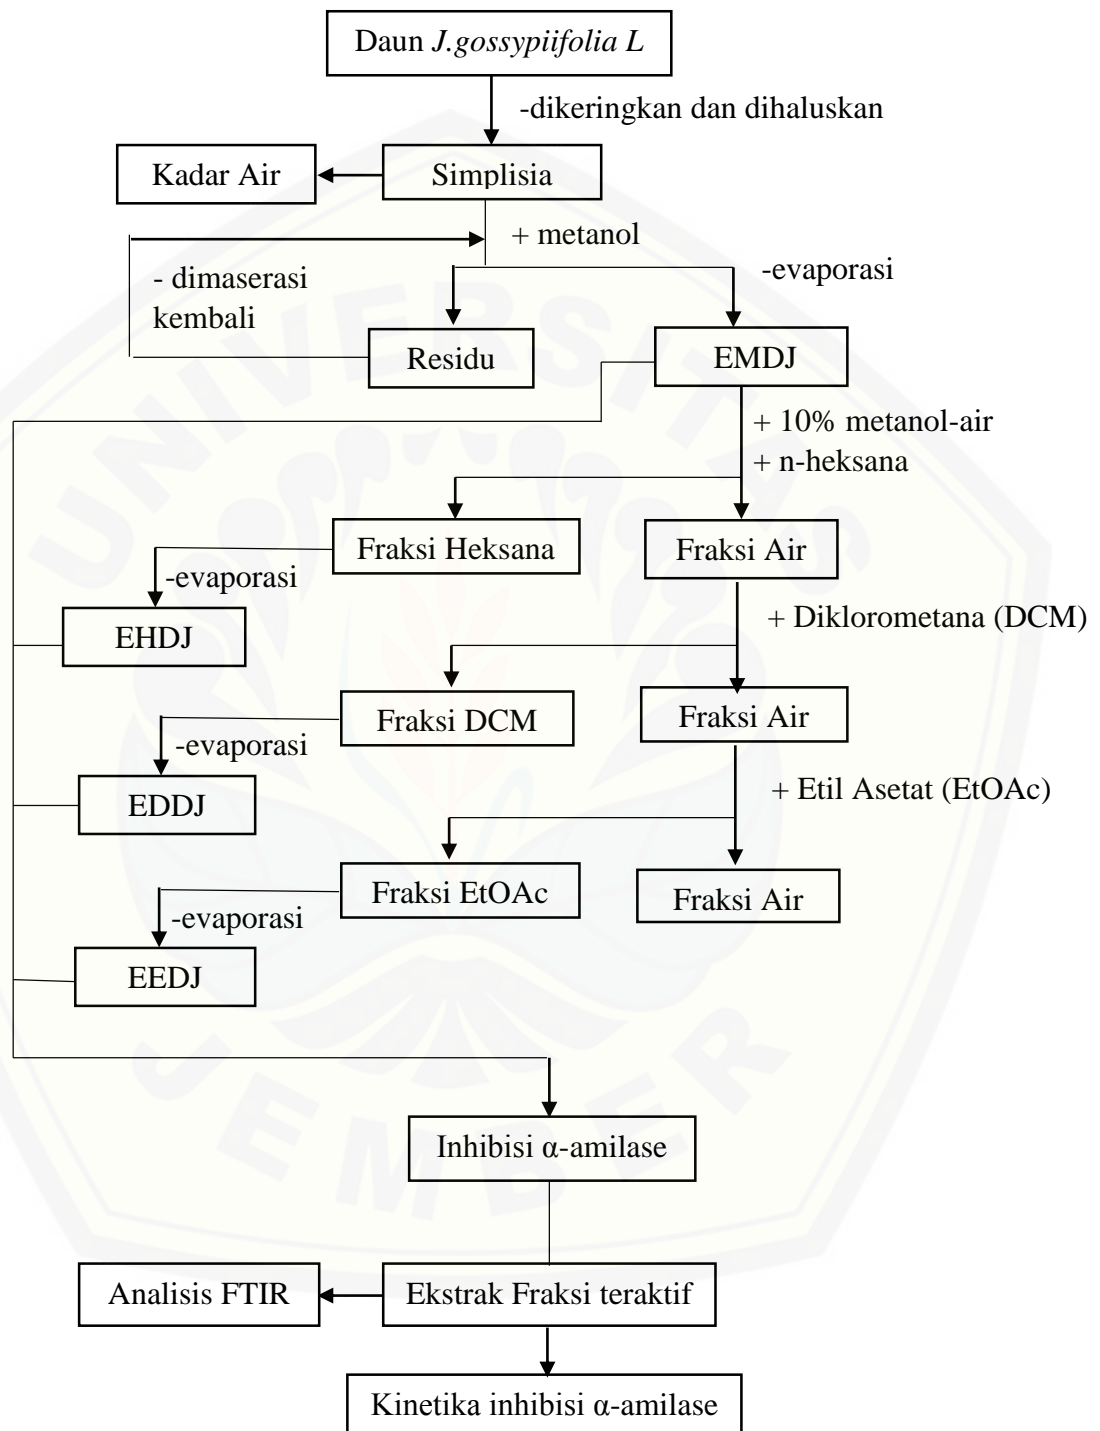 Daun J.gossypiifolia L
-dikeringkan dan dihaluskan
Kadar Air
Simplisia
+ metanol
- dimaserasi
kembali
-evaporasi
Residu
EMDJ
+ 10% metanol-air
+ n-heksana
Fraksi Heksana
Fraksi Air
-evaporasi
EHDJ
+ Diklorometana (DCM)
Fraksi DCM
Fraksi Air
-evaporasi
EDDJ
+ Etil Asetat (EtOAc)
Fraksi EtOAc
Fraksi Air
-evaporasi
EEDJ
Inhibisi α-amilase
Analisis FTIR
Ekstrak Fraksi teraktif
Kinetika inhibisi α-amilase
UNIVERSITAS
JEMBER